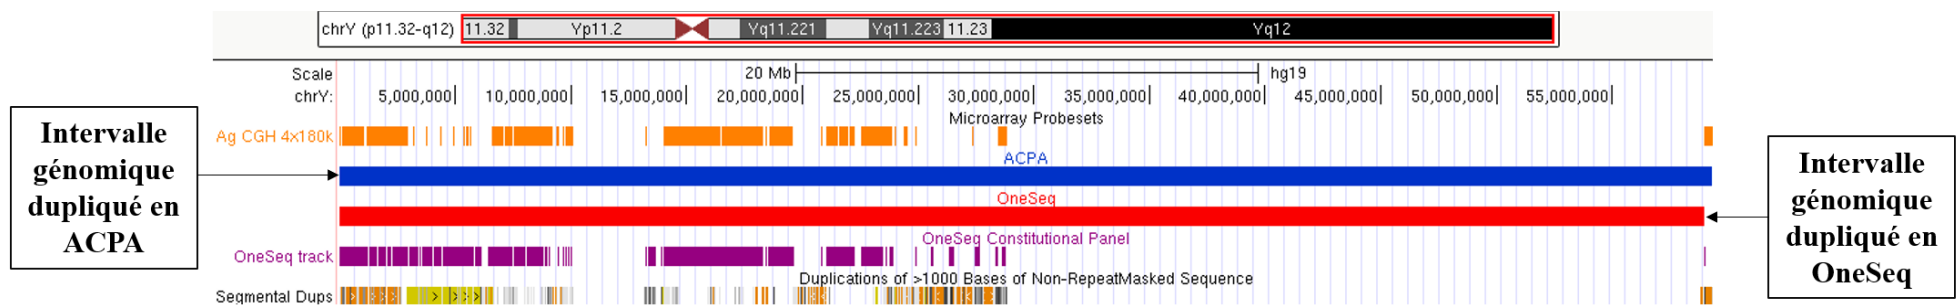 chrY (p11.32-q12) 11.32 Yp11.2 Yq11.221 Yq11.223 11.23 Yq12
Scale 20 Mb hg19
chrY: 5,000,000 10,000,000 15,000,000 20,000,000 25,000,000 30,000,000 35,000,000 40,000,000 45,000,000 50,000,000 55,000,000
Microarray Probesets
Ag CGH 4x180k
ACPA
OneSeq
OneSeq Constitutional Panel
OneSeq track
Duplications of >1000 Bases of Non-RepeatMasked Sequence
Segmental Dups
Intervalle
génomique
dupliqué en
ACPA
Intervalle
génomique
dupliqué en
OneSeq